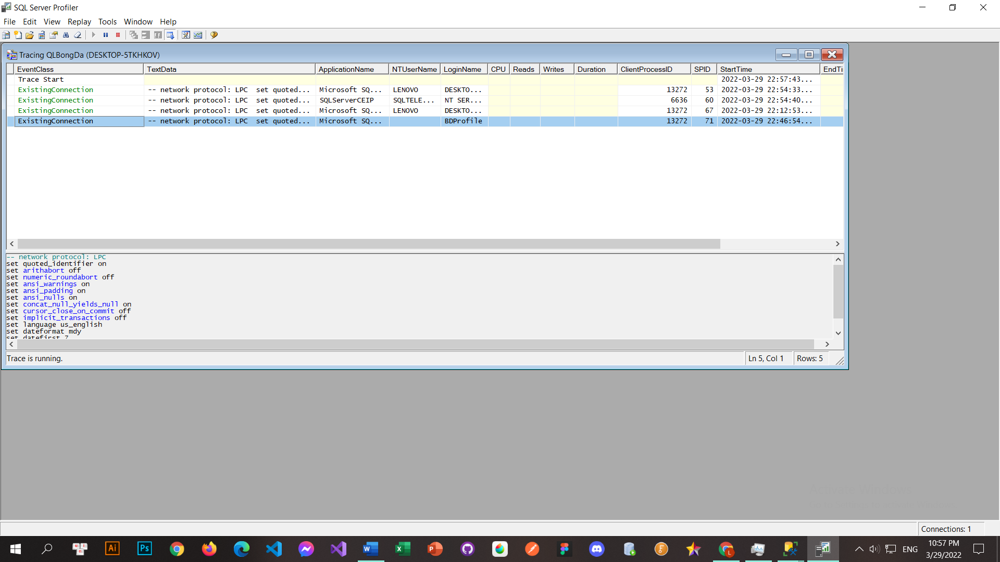 SQL Server Profiler
File Edit View Replay Tools Window Help
Tracing QLBongDa (DESKTOP-5TKHKOV)
EventClass TextData ApplicationName NTUserName LoginName CPU Reads Writes Duration ClientProcessID SPID StartTime EndTi
Trace Start 2022-03-29 22:57:43...
ExistingConnection -- network protocol: LPC set quoted... Microsoft SQ... LENOVO DESKTO... 13272 53 2022-03-29 22:54:33...
ExistingConnection -- network protocol: LPC set quoted... SQLServerCEIP SQLTELE... NT SER... 6636 60 2022-03-29 22:54:40...
ExistingConnection -- network protocol: LPC set quoted... Microsoft SQ... LENOVO DESKTO... 13272 67 2022-03-29 22:12:53...
ExistingConnection -- network protocol: LPC set quoted... Microsoft SQ... BDProfile 13272 71 2022-03-29 22:46:54...
-- network protocol: LPC
set quoted_identifier on
set arithabort off
set numeric_roundabort off
set ansi_warnings on
set ansi_padding on
set ansi_nulls on
set concat_null_yields_null on
set cursor_close_on_commit off
set implicit_transactions off
set language us_english
set dateformat mdy
set datefirst 7
Trace is running.
Ln 5, Col 1
Rows: 5
Connections: 1
ENG
10:57 PM
3/29/2022